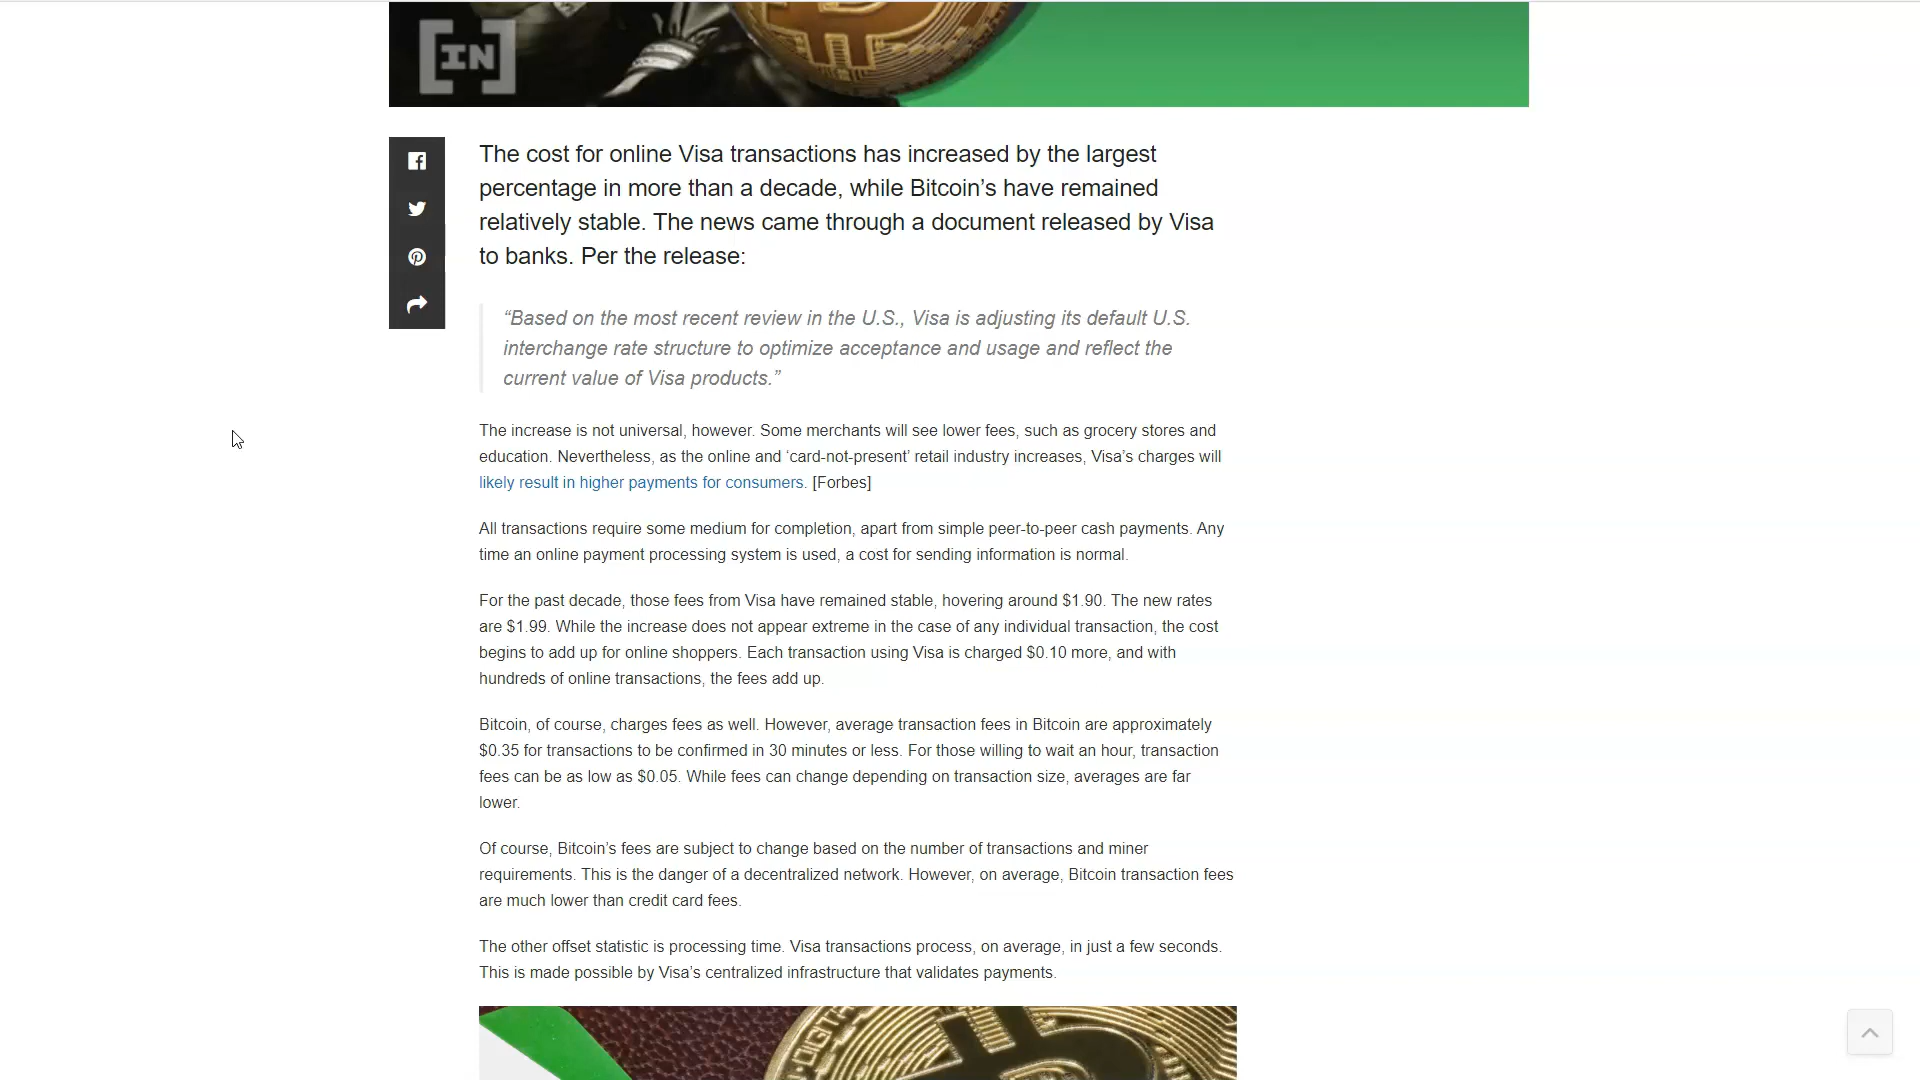 [IN]
The cost for online Visa transactions has increased by the largest
percentage in more than a decade, while Bitcoin’s have remained
relatively stable. The news came through a document released by Visa
to banks. Per the release:
“Based on the most recent review in the U.S., Visa is adjusting its default U.S.
interchange rate structure to optimize acceptance and usage and reflect the
current value of Visa products.”
The increase is not universal, however. Some merchants will see lower fees, such as grocery stores and
education. Nevertheless, as the online and ‘card-not-present’ retail industry increases, Visa’s charges will
likely result in higher payments for consumers. [Forbes]
All transactions require some medium for completion, apart from simple peer-to-peer cash payments. Any
time an online payment processing system is used, a cost for sending information is normal.
For the past decade, those fees from Visa have remained stable, hovering around $1.90. The new rates
are $1.99. While the increase does not appear extreme in the case of any individual transaction, the cost
begins to add up for online shoppers. Each transaction using Visa is charged $0.10 more, and with
hundreds of online transactions, the fees add up.
Bitcoin, of course, charges fees as well. However, average transaction fees in Bitcoin are approximately
$0.35 for transactions to be confirmed in 30 minutes or less. For those willing to wait an hour, transaction
fees can be as low as $0.05. While fees can change depending on transaction size, averages are far
lower.
Of course, Bitcoin’s fees are subject to change based on the number of transactions and miner
requirements. This is the danger of a decentralized network. However, on average, Bitcoin transaction fees
are much lower than credit card fees.
The other offset statistic is processing time. Visa transactions process, on average, in just a few seconds.
This is made possible by Visa’s centralized infrastructure that validates payments.